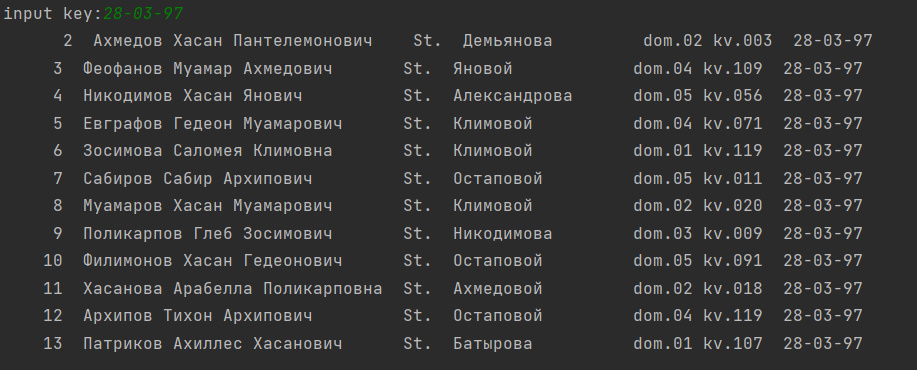 input key:28-03-97
2 Ахмедов Хасан Пантелемонович St. Демьянова dom.02 kv.003 28-03-97
3 Феофанов Муамар Ахмедович St. Яновой dom.04 kv.109 28-03-97
4 Никодимов Хасан Янович St. Александрова dom.05 kv.056 28-03-97
5 Евграфов Гедеон Муамарович St. Климовой dom.04 kv.071 28-03-97
6 Зосимова Саломея Климовна St. Климовой dom.01 kv.119 28-03-97
7 Сабиров Сабир Архипович St. Остаповой dom.05 kv.011 28-03-97
8 Муамаров Хасан Муамарович St. Климовой dom.02 kv.020 28-03-97
9 Поликарпов Глеб Зосимович St. Никодимова dom.03 kv.009 28-03-97
10 Филимонов Хасан Гедеонович St. Остаповой dom.05 kv.091 28-03-97
11 Хасанова Арабелла Поликарповна St. Ахмедовой dom.02 kv.018 28-03-97
12 Архипов Тихон Архипович St. Остаповой dom.04 kv.119 28-03-97
13 Патриков Ахиллес Хасанович St. Батырова dom.01 kv.107 28-03-97